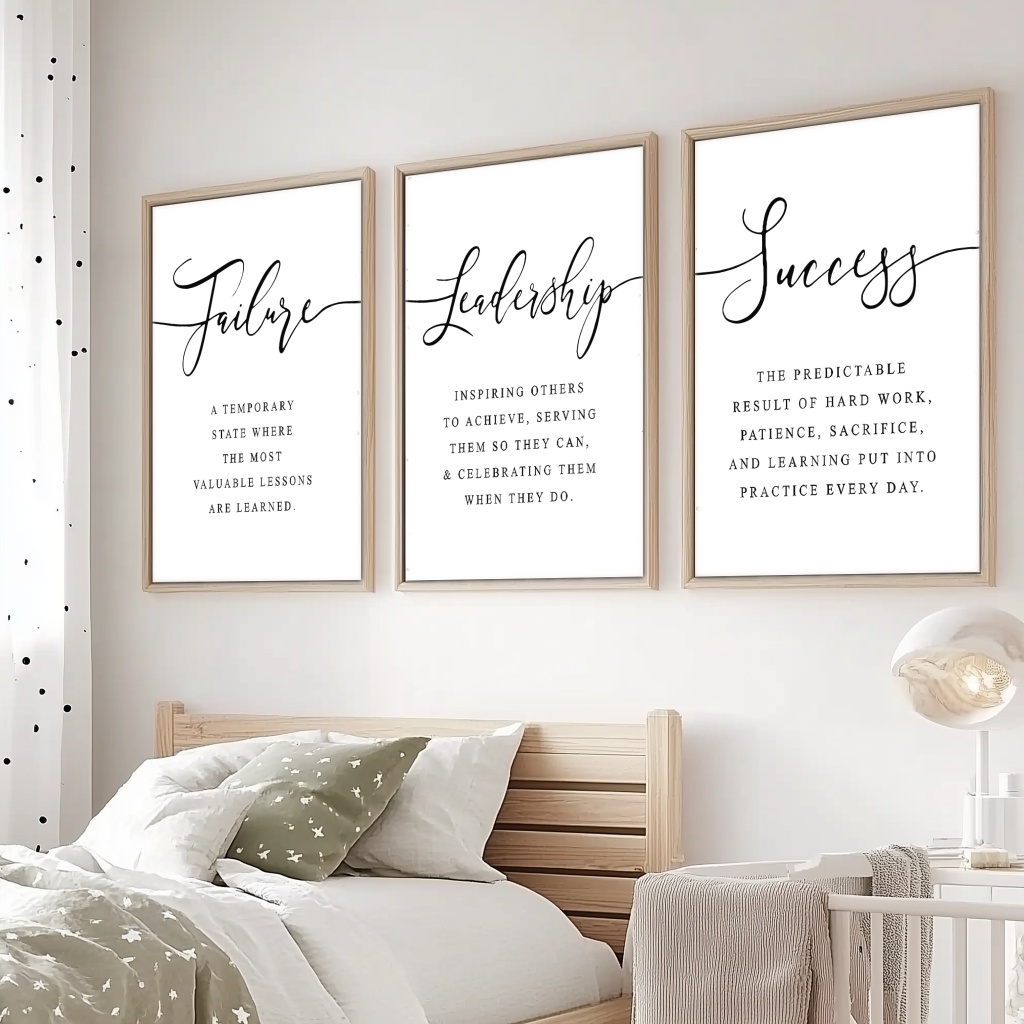 Failure
A TEMPORARY
STATE WHERE
THE MOST
VALUABLE LESSONS
ARE LEARNED.
Leadership
INSPIRING OTHERS
TO ACHIEVE, SERVING
THEM SO THEY CAN,
& CELEBRATING THEM
WHEN THEY DO.
Success
THE PREDICTABLE
RESULT OF HARD WORK,
PATIENCE, SACRIFICE,
AND LEARNING PUT INTO
PRACTICE EVERY DAY.